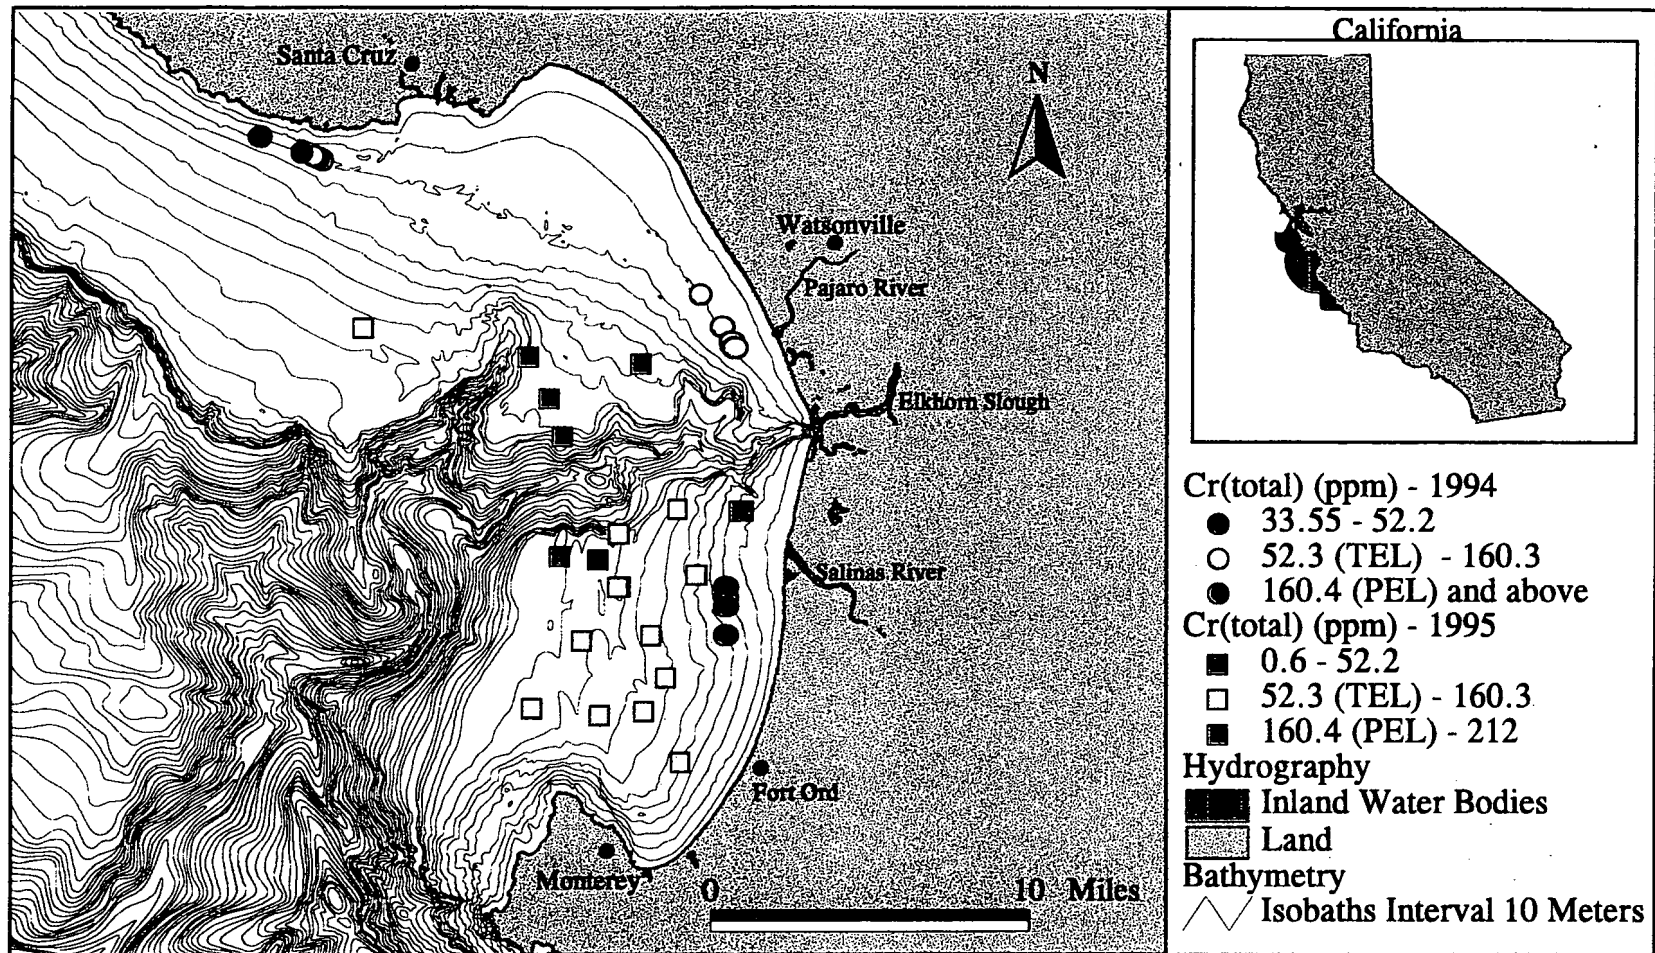 Santa Cruz
N
Watsonville
Pajaro River
Elkhorn Slough
Salinas River
Fort Ord
Monterey
0 10 Miles
California
Cr(total) (ppm) - 1994
33.55 - 52.2
52.3 (TEL) - 160.3
160.4 (PEL) and above
Cr(total) (ppm) - 1995
0.6 - 52.2
52.3 (TEL) - 160.3
160.4 (PEL) - 212
Hydrography
Inland Water Bodies
Land
Bathymetry
Isobaths Interval 10 Meters